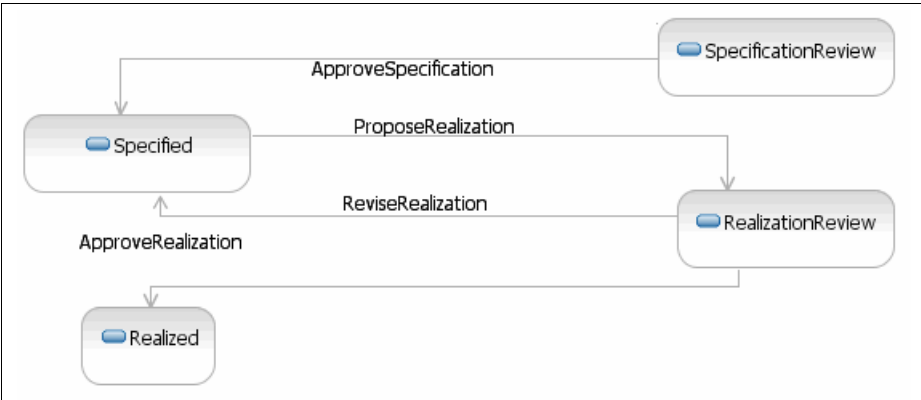 SpecificationReview
ApproveSpecification
Specified
ProposeRealization
ReviseRealization
RealizationReview
ApproveRealization
Realized